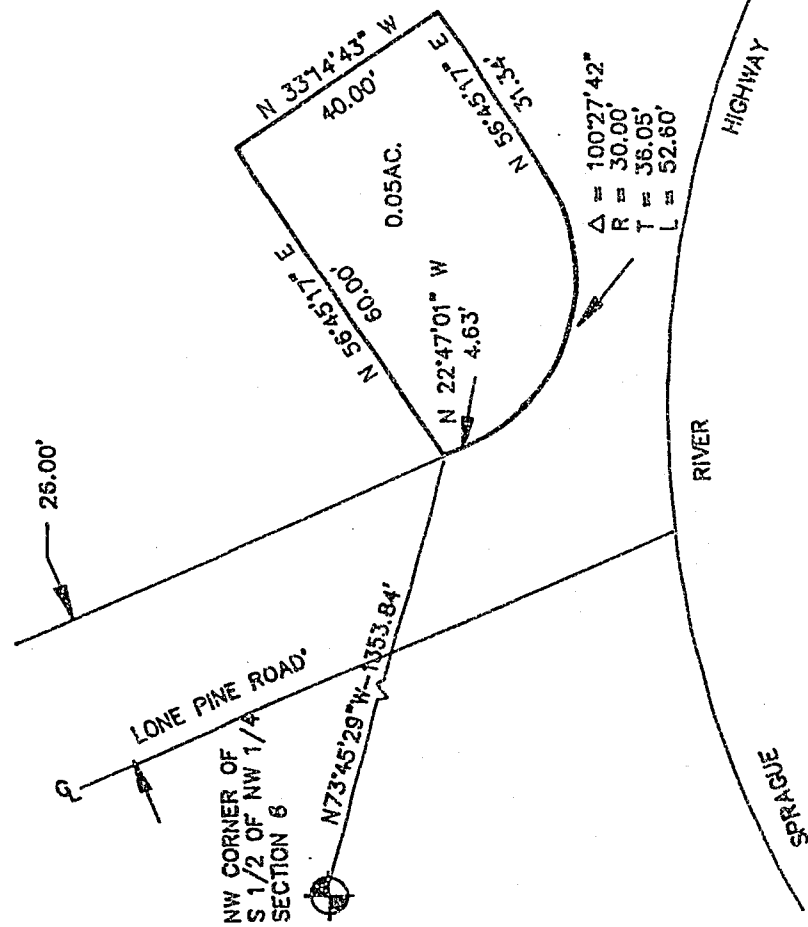 N 33°14'43" W
40.00'
N 56°45'17" E
31.34'
0.05AC.
N 56°45'17" E
60.00'
N 22°47'01" W
4.63'
Δ = 100°27'42"
R = 30.00'
T = 36.05'
L = 52.60'
25.00'
LONE PINE ROAD
NW CORNER OF
S 1/2 OF NW 1/4
SECTION 6
N73°45'29"W-1353.84'
SPRAGUE
RIVER
HIGHWAY